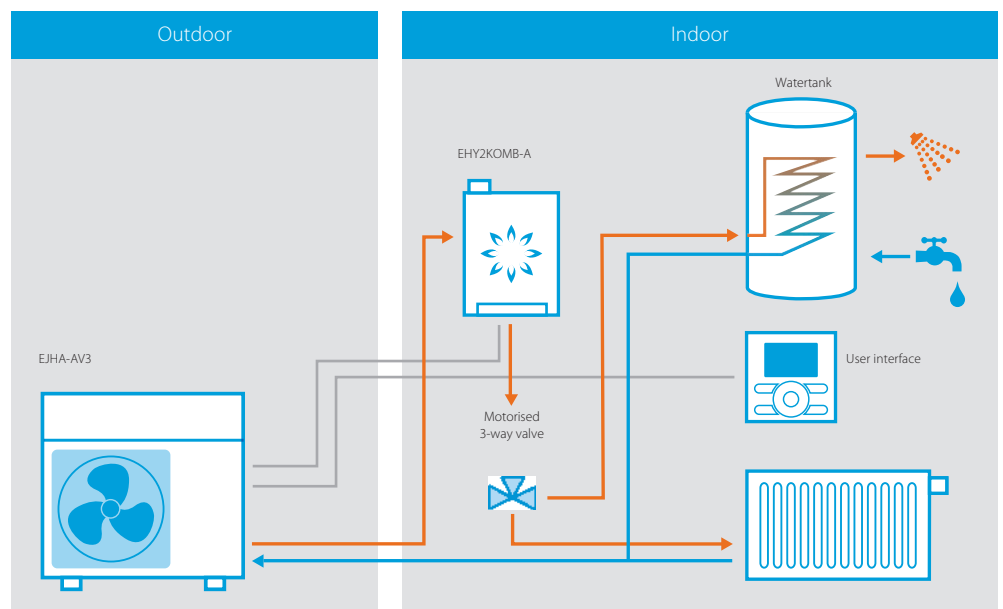 Outdoor
Indoor
Watertank
EHY2KOMB-A
EJHA-AV3
User interface
Motorised
3-way valve